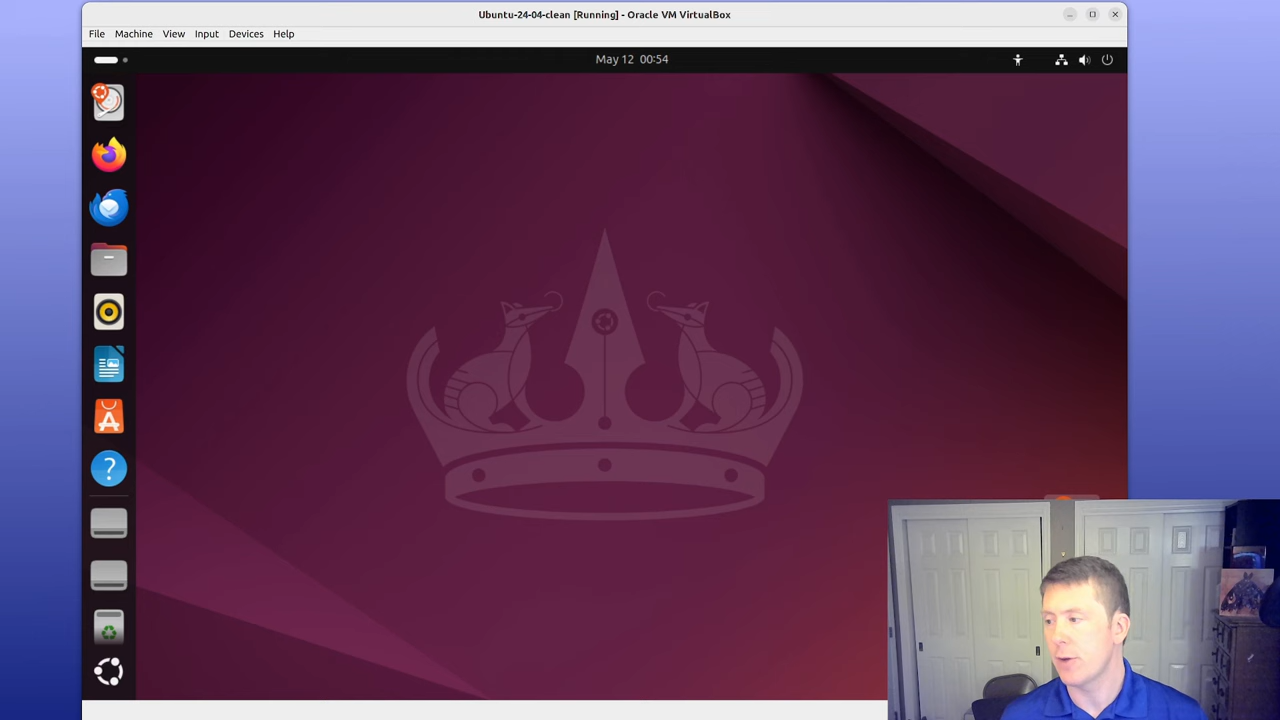 Ubuntu-24-04-clean [Running] - Oracle VM VirtualBox
File Machine View Input Devices Help
May 12 00:54